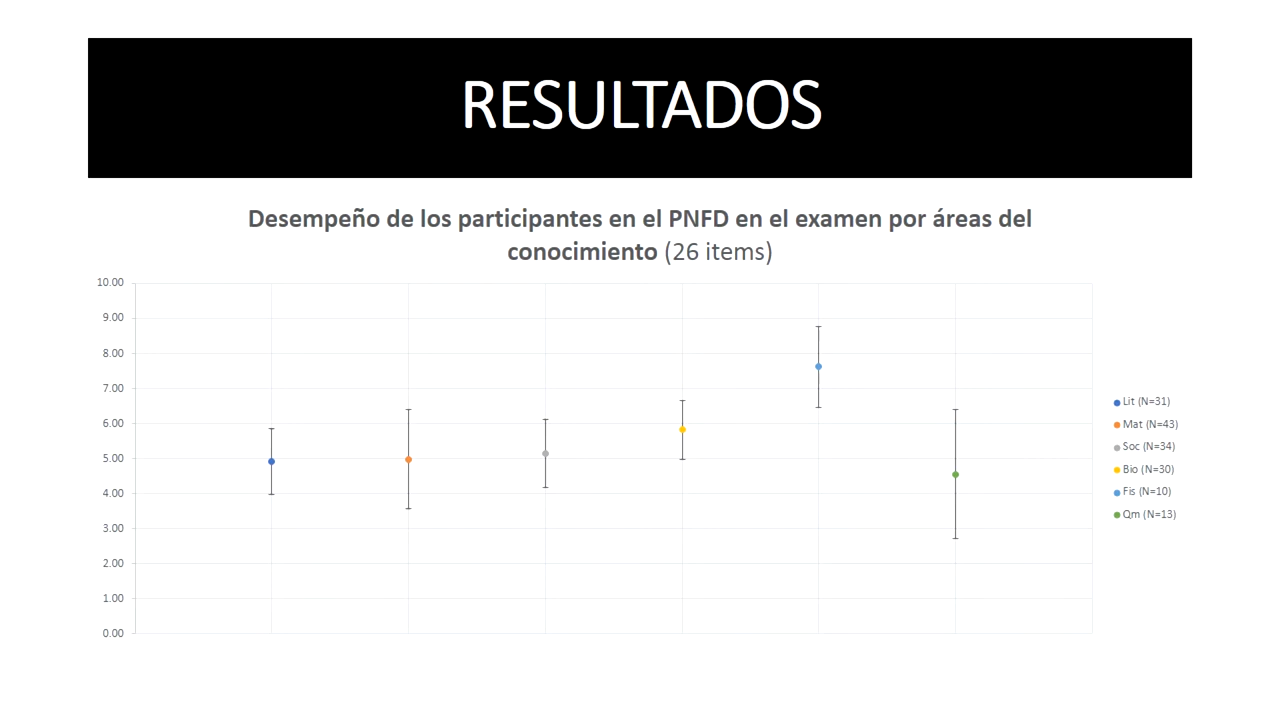 RESULTADOS
Desempeño de los participantes en el PNFD en el examen por áreas del
conocimiento (26 items)
10.00
9.00
8.00
7.00
6.00
5.00
4.00
3.00
2.00
1.00
0.00
Lit (N=31)
Mat (N=43)
Soc (N=34)
Bio (N=30)
Fis (N=10)
Qm (N=13)